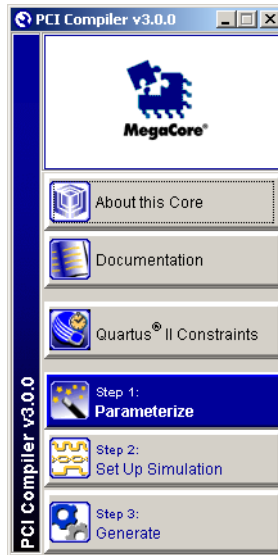 PCI Compiler v3.0.0
MegaCore®
About this Core
Documentation
Quartus® II Constraints
Step 1:
Parameterize
Step 2:
Set Up Simulation
Step 3:
Generate
PCI Compiler v3.0.0